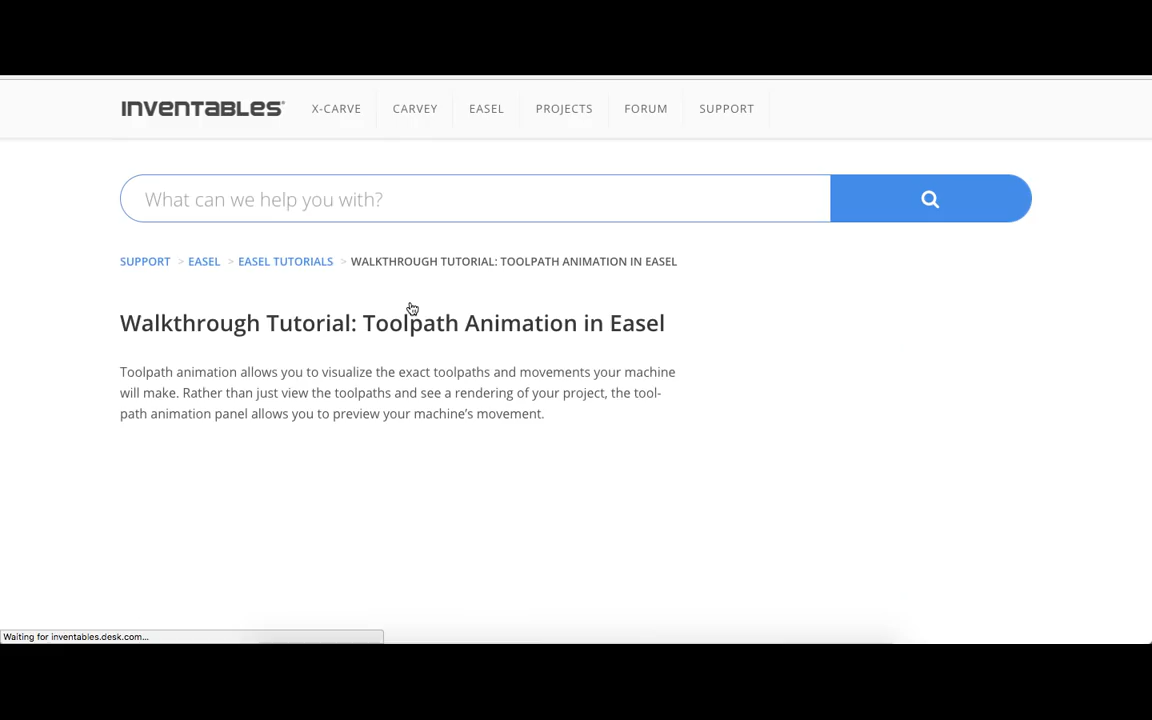 INVENTABLES® X-CARVE CARVEY EASEL PROJECTS FORUM SUPPORT
What can we help you with?
SUPPORT > EASEL > EASEL TUTORIALS > WALKTHROUGH TUTORIAL: TOOLPATH ANIMATION IN EASEL
Walkthrough Tutorial: Toolpath Animation in Easel
Toolpath animation allows you to visualize the exact toolpaths and movements your machine
will make. Rather than just view the toolpaths and see a rendering of your project, the tool-
path animation panel allows you to preview your machine’s movement.
Waiting for inventables.desk.com...